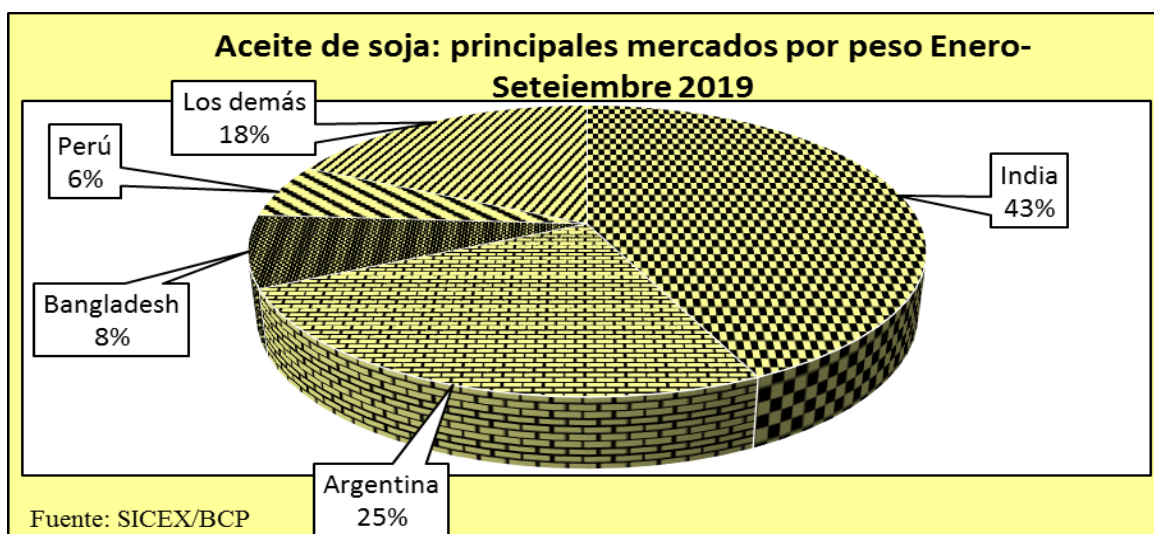 Aceite de soja: principales mercados por peso Enero-
Seteiembre 2019
Los demás
18%
Perú
6%
India
43%
Bangladesh
8%
Argentina
25%
Fuente: SICEX/BCP